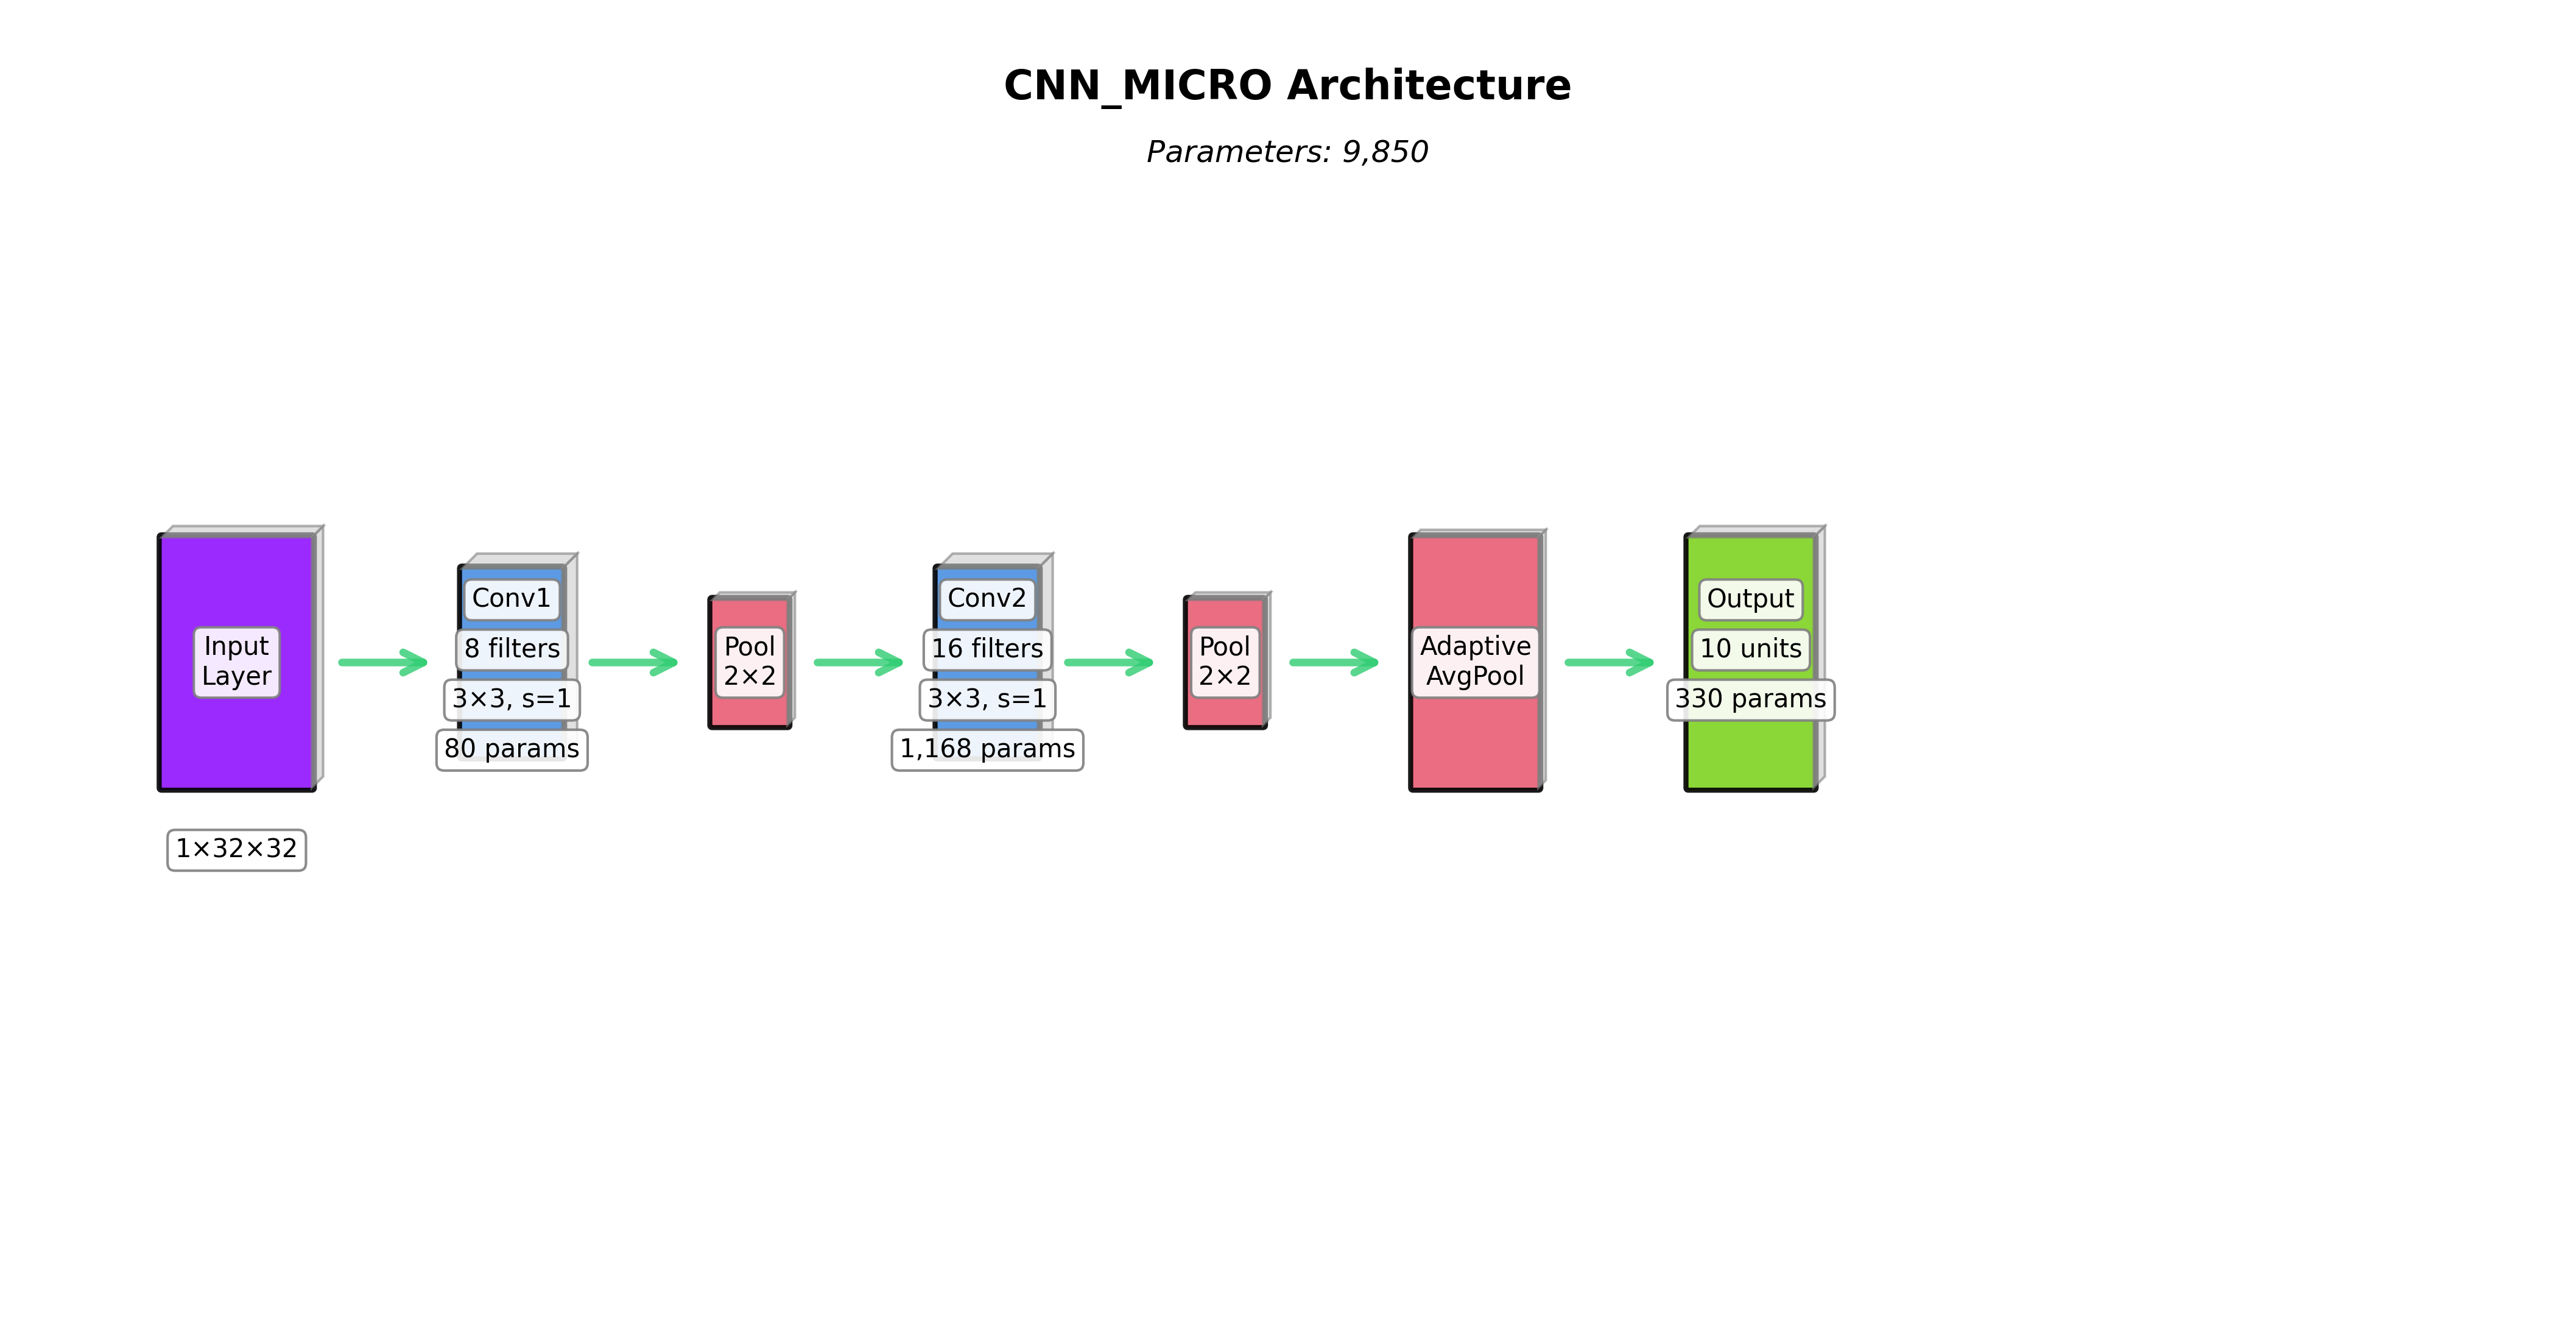 CNN_MICRO Architecture
Parameters: 9,850
Input
Layer
1×32×32
Conv1
8 filters
3×3, s=1
80 params
Pool
2×2
Conv2
16 filters
3×3, s=1
1,168 params
Pool
2×2
Adaptive
AvgPool
Output
10 units
330 params